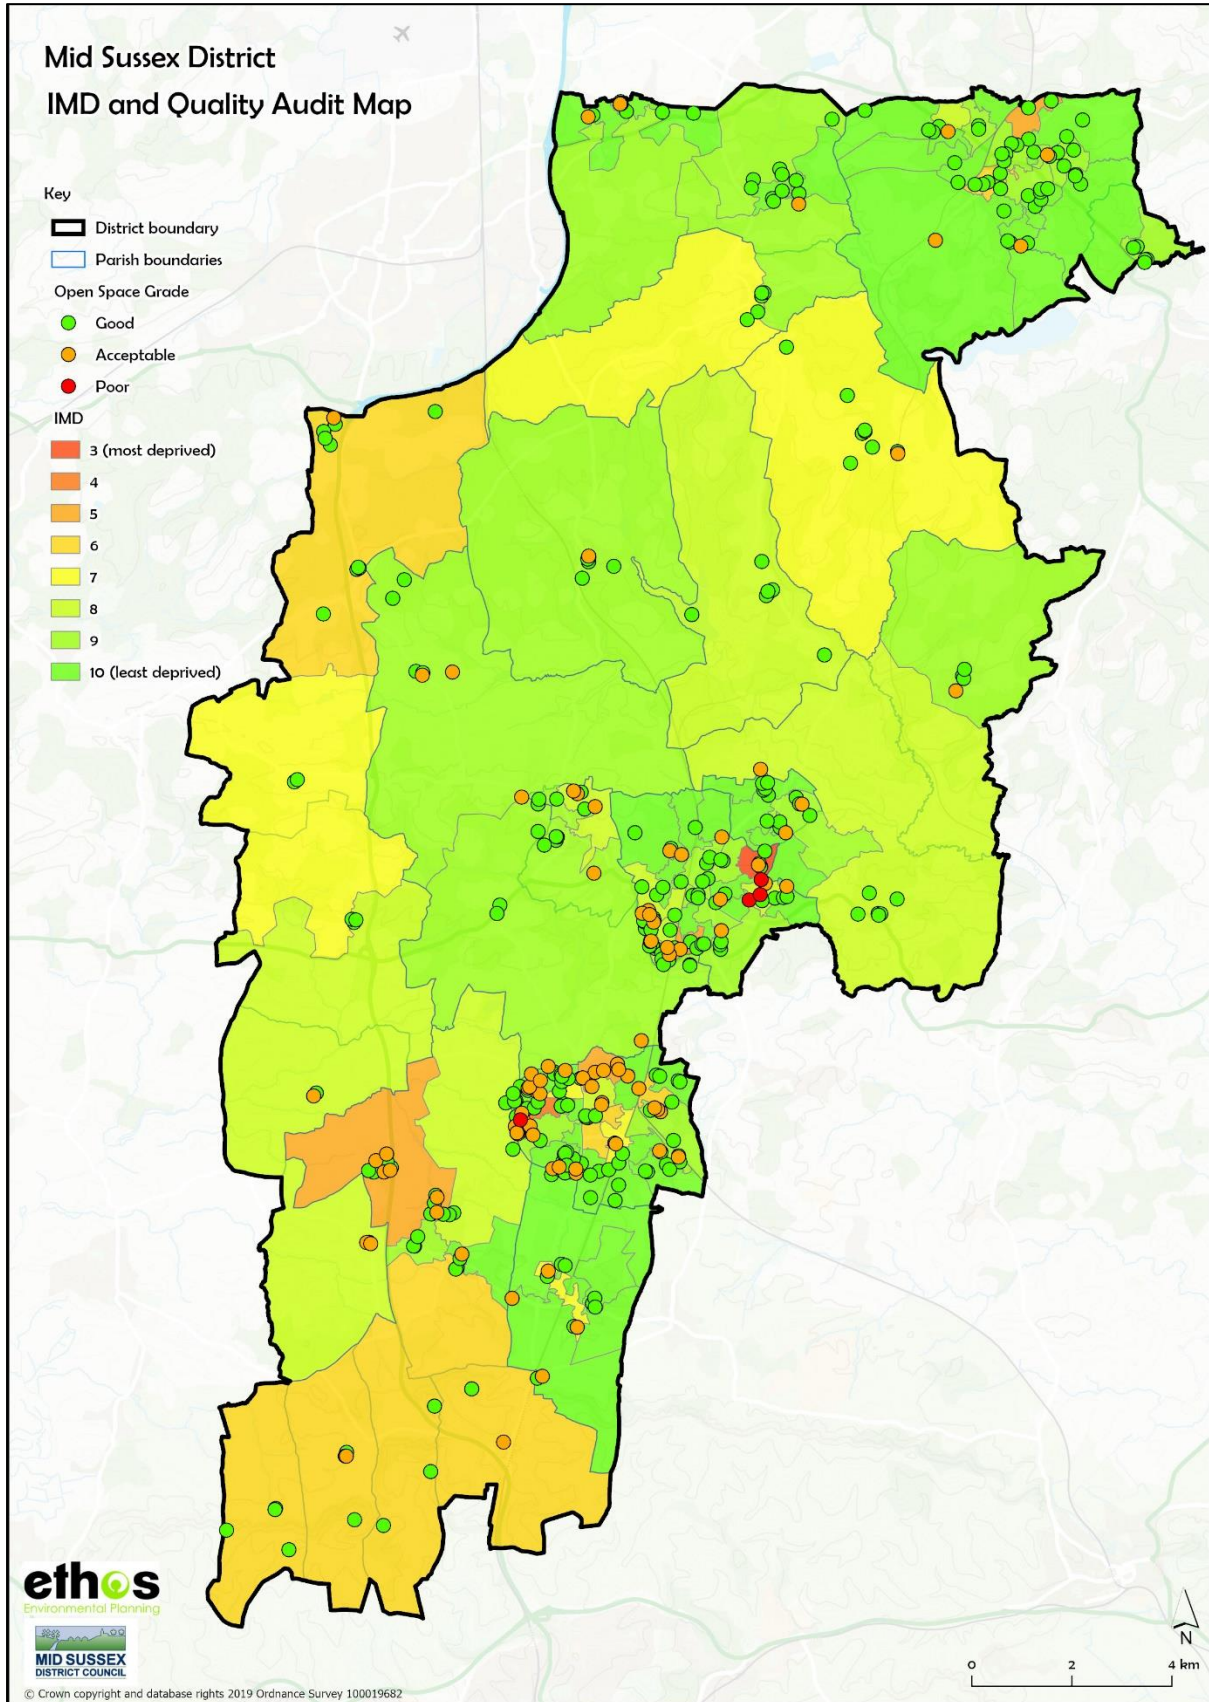 Mid Sussex District
IMD and Quality Audit Map
Key
District boundary
Parish boundaries
Open Space Grade
Good
Acceptable
Poor
IMD
3 (most deprived)
4
5
6
7
8
9
10 (least deprived)
ethos
Environmental Planning
MID SUSSEX
DISTRICT COUNCIL
© Crown copyright and database rights 2019 Ordnance Survey 100019682
N
0 2 4 km